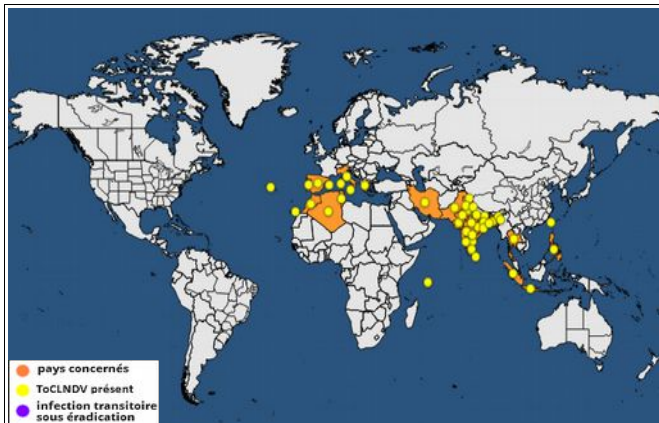 pays concernés
ToCLNDV présent
infection transitoire
sous éradication